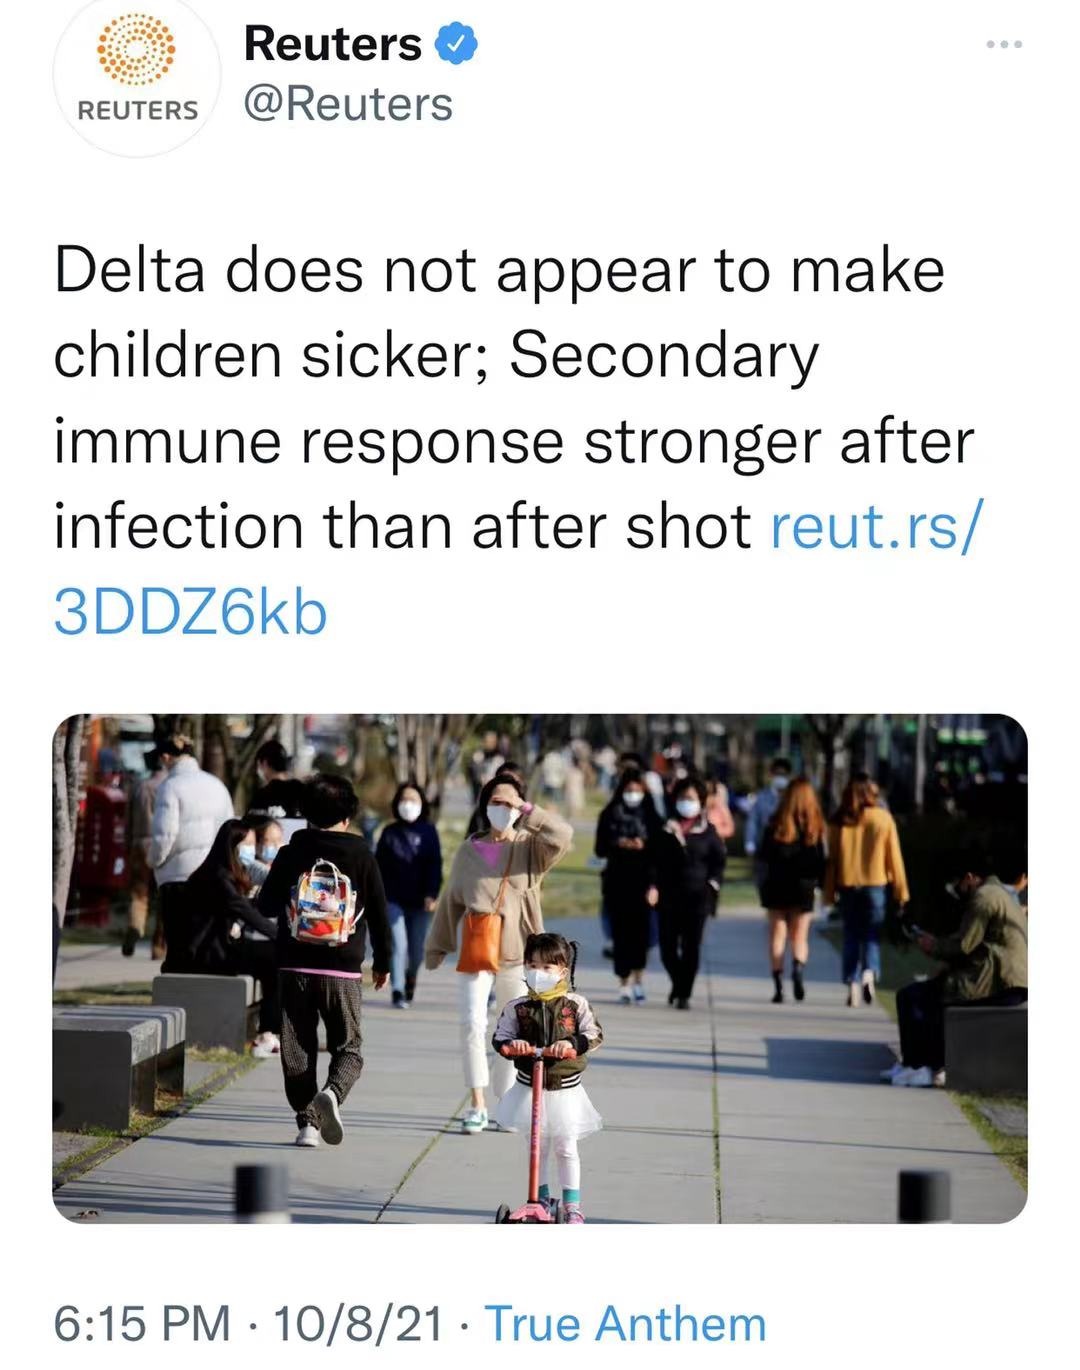 REUTERS
Reuters
@Reuters
Delta does not appear to make
children sicker; Secondary
immune response stronger after
infection than after shot reut.rs/
3DDZ6kb
6:15 PM · 10/8/21 · True Anthem